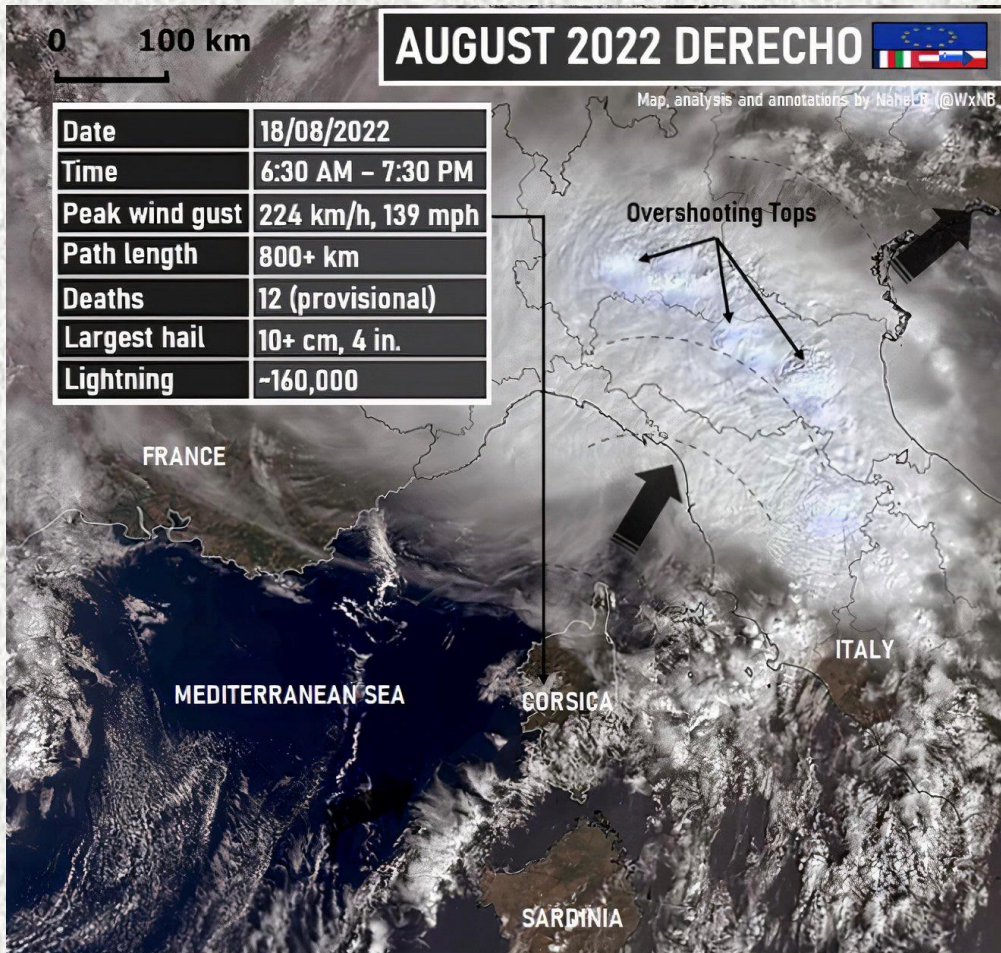 0 100 km
AUGUST 2022 DERECHO
Map, analysis and annotations by Nahel B (@WxNB
Date 18/08/2022
Time 6:30 AM – 7:30 PM
Peak wind gust 224 km/h, 139 mph
Path length 800+ km
Deaths 12 (provisional)
Largest hail 10+ cm, 4 in.
Lightning ~160,000
Overshooting Tops
FRANCE
ITALY
MEDITERRANEAN SEA
CORSICA
SARDINIA